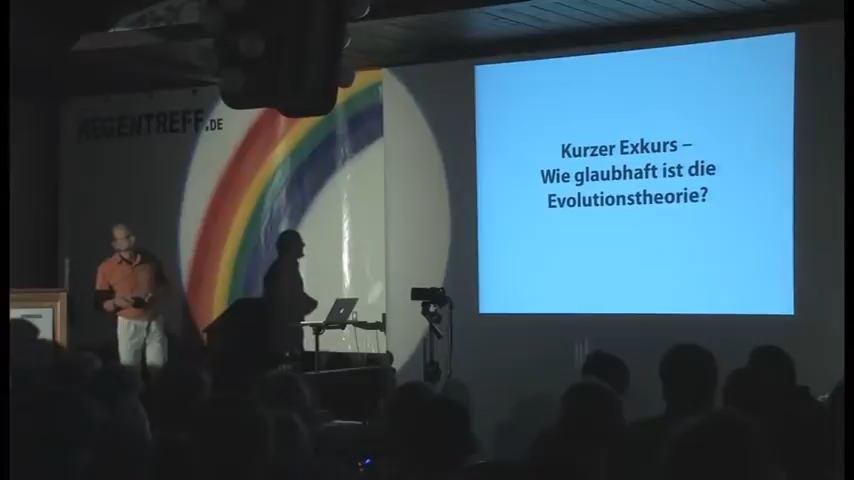 REGENTREFF.DE
Kurzer Exkurs –
Wie glaubhaft ist die
Evolutionstheorie?